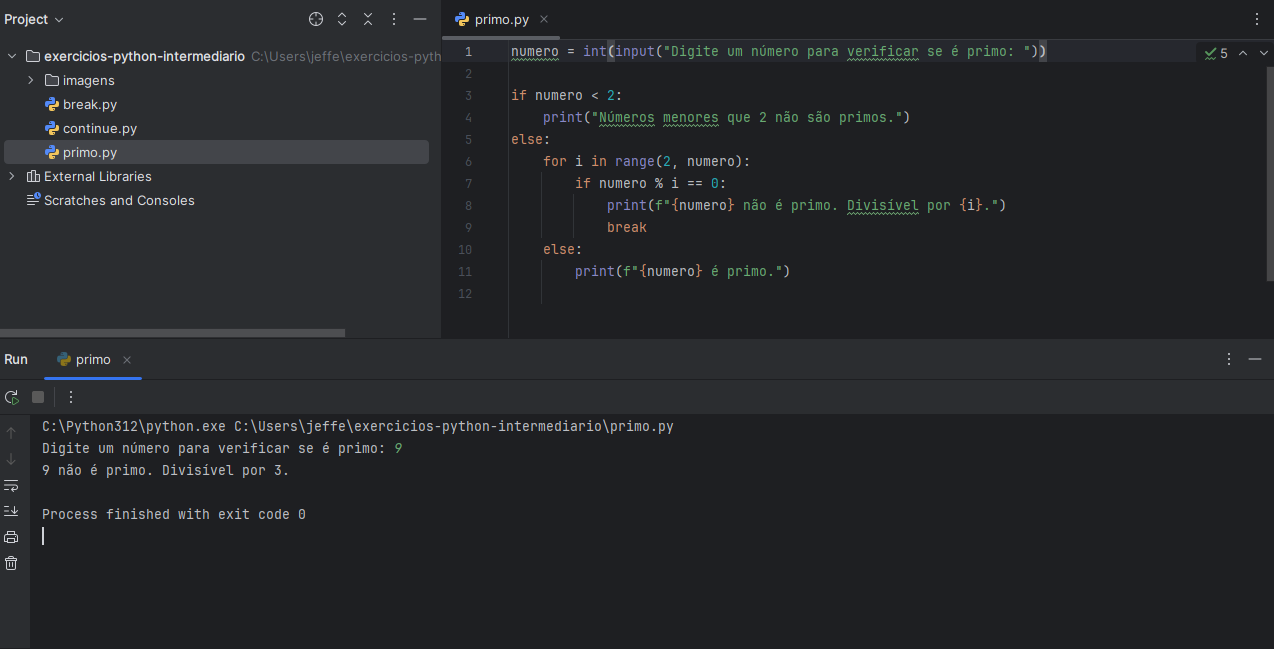 Project
exercicios-python-intermediario C:\Users\jeffe\exercicios-pyth
imagens
break.py
continue.py
primo.py
External Libraries
Scratches and Consoles
primo.py
5
1 numero = int(input("Digite um número para verificar se é primo: "))
2
3 if numero < 2:
4 print("Números menores que 2 não são primos.")
5 else:
6 for i in range(2, numero):
7 if numero % i == 0:
8 print(f"{numero} não é primo. Divisível por {i}.")
9 break
10 else:
11 print(f"{numero} é primo.")
12
Run primo
C:\Python312\python.exe C:\Users\jeffe\exercicios-python-intermediario\primo.py
Digite um número para verificar se é primo: 9
9 não é primo. Divisível por 3.
Process finished with exit code 0